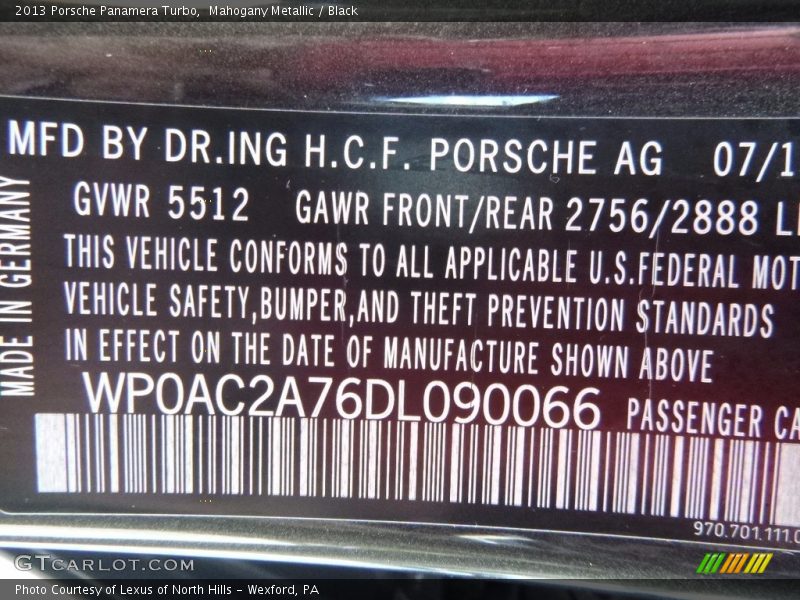 2013 Porsche Panamera Turbo, Mahogany Metallic / Black
MFD BY DR.ING H.C.F. PORSCHE AG 07/1
GVWR 5512 GAWR FRONT/REAR 2756/2888 L
MADE IN GERMANY
THIS VEHICLE CONFORMS TO ALL APPLICABLE U.S.FEDERAL MOT
VEHICLE SAFETY,BUMPER,AND THEFT PREVENTION STANDARDS
IN EFFECT ON THE DATE OF MANUFACTURE SHOWN ABOVE
WP0AC2A76DL090066 PASSENGER CA
970.701.111.0
GTCARLOT.COM
Photo Courtesy of Lexus of North Hills – Wexford, PA